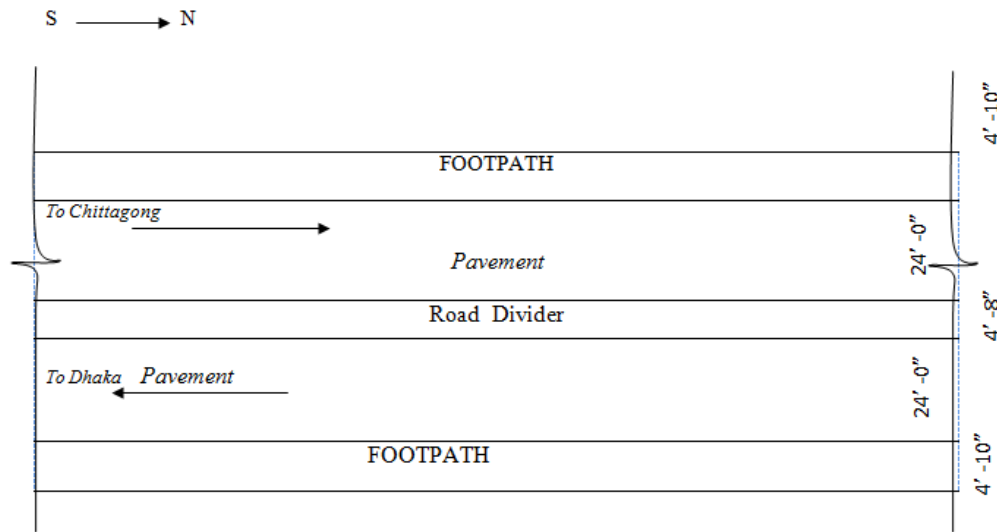 S N
4′ -10″
FOOTPATH
To Chittagong
24′ -0″
Pavement
Road Divider
4′ -8″
To Dhaka Pavement
24′ -0″
FOOTPATH
4′ -10″